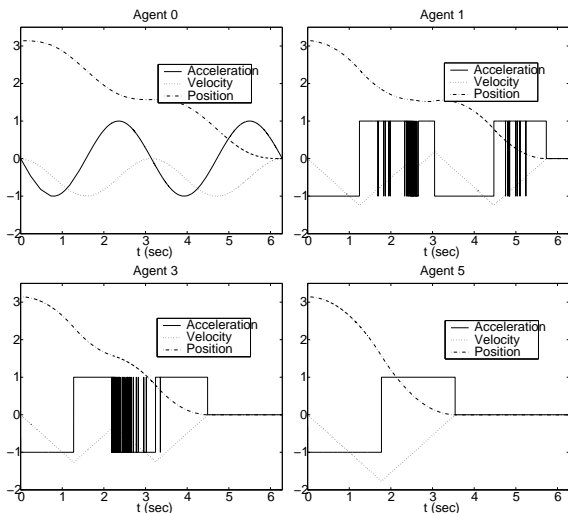 Agent 0
Acceleration
Velocity
Position
3
2
1
0
−1
−2
0 1 2 3 4 5 6
t (sec)
Agent 1
Acceleration
Velocity
Position
3
2
1
0
−1
−2
0 1 2 3 4 5 6
t (sec)
Agent 3
Acceleration
Velocity
Position
3
2
1
0
−1
−2
0 1 2 3 4 5 6
t (sec)
Agent 5
Acceleration
Velocity
Position
3
2
1
0
−1
−2
0 1 2 3 4 5 6
t (sec)